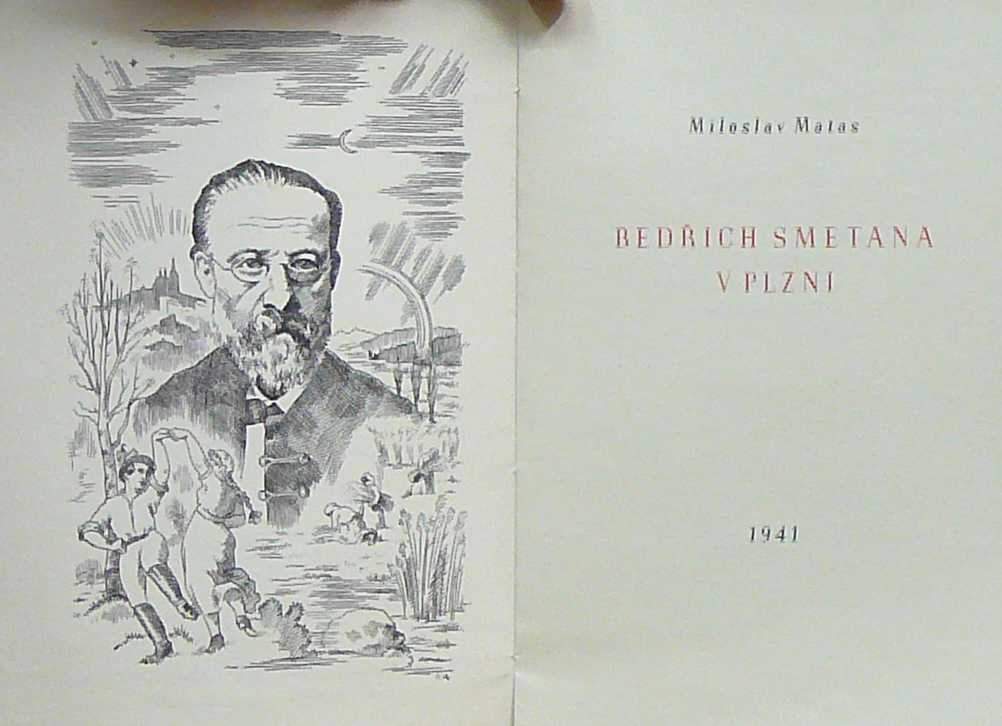 Miloslav Matas
BEDŘICH SMETANA
V PLZNI
1941